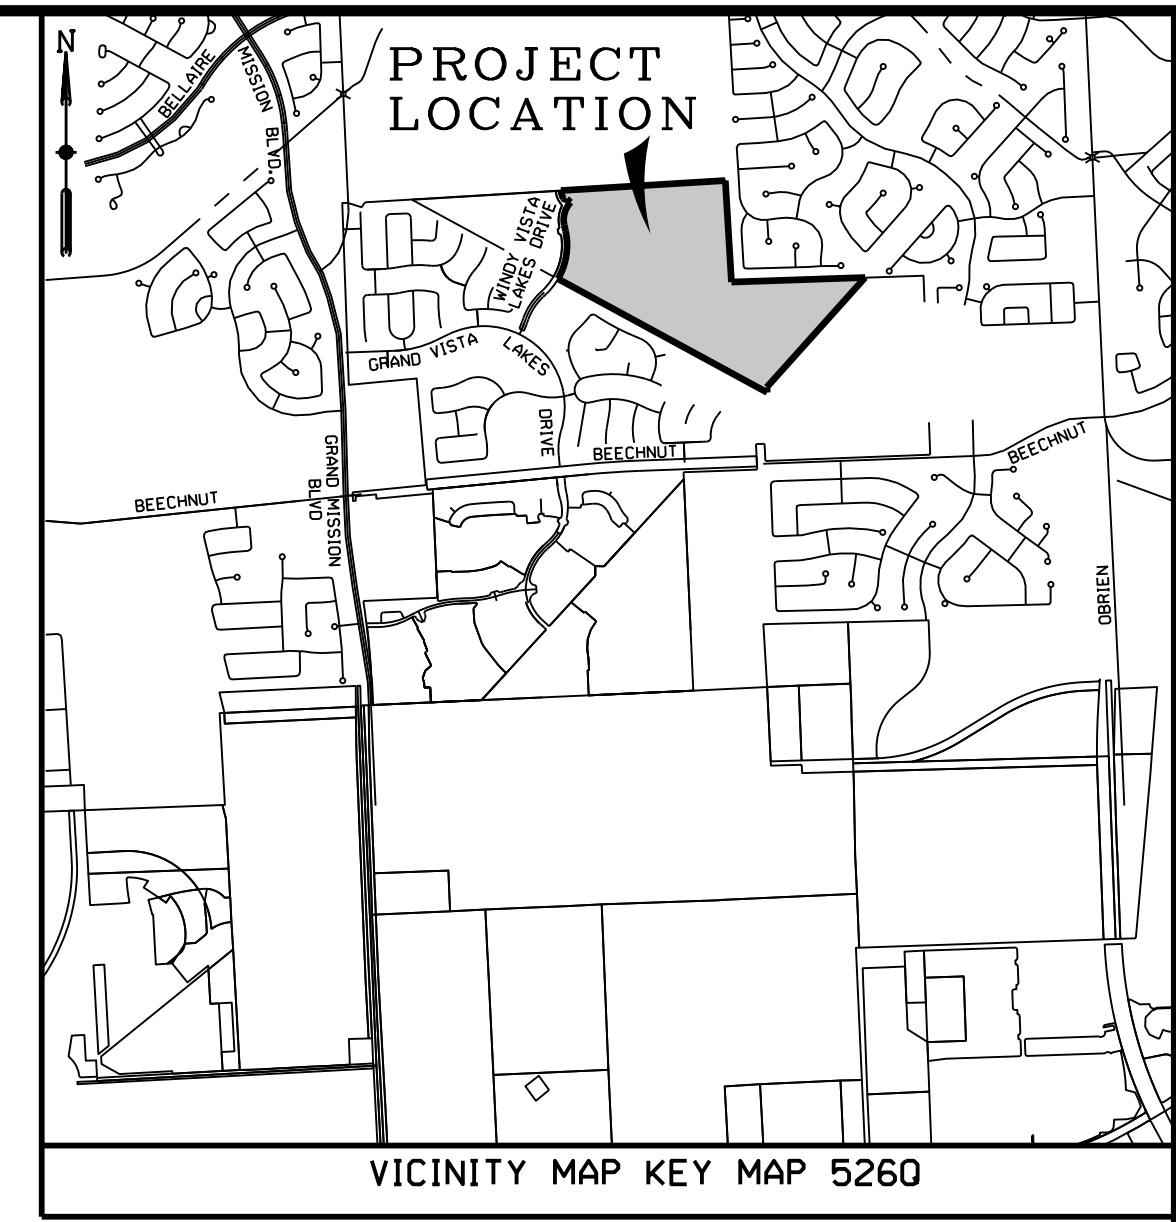 N
BELLAIRE
MISSION BLVD.
PROJECT
LOCATION
WINDY VISTA
LAKES DRIVE
GRAND VISTA
LAKES
DRIVE
BEECHNUT
BEECHNUT
BEECHNUT
GRAND MISSION
BLVD
OBRIEN
VICINITY MAP KEY MAP 526Q